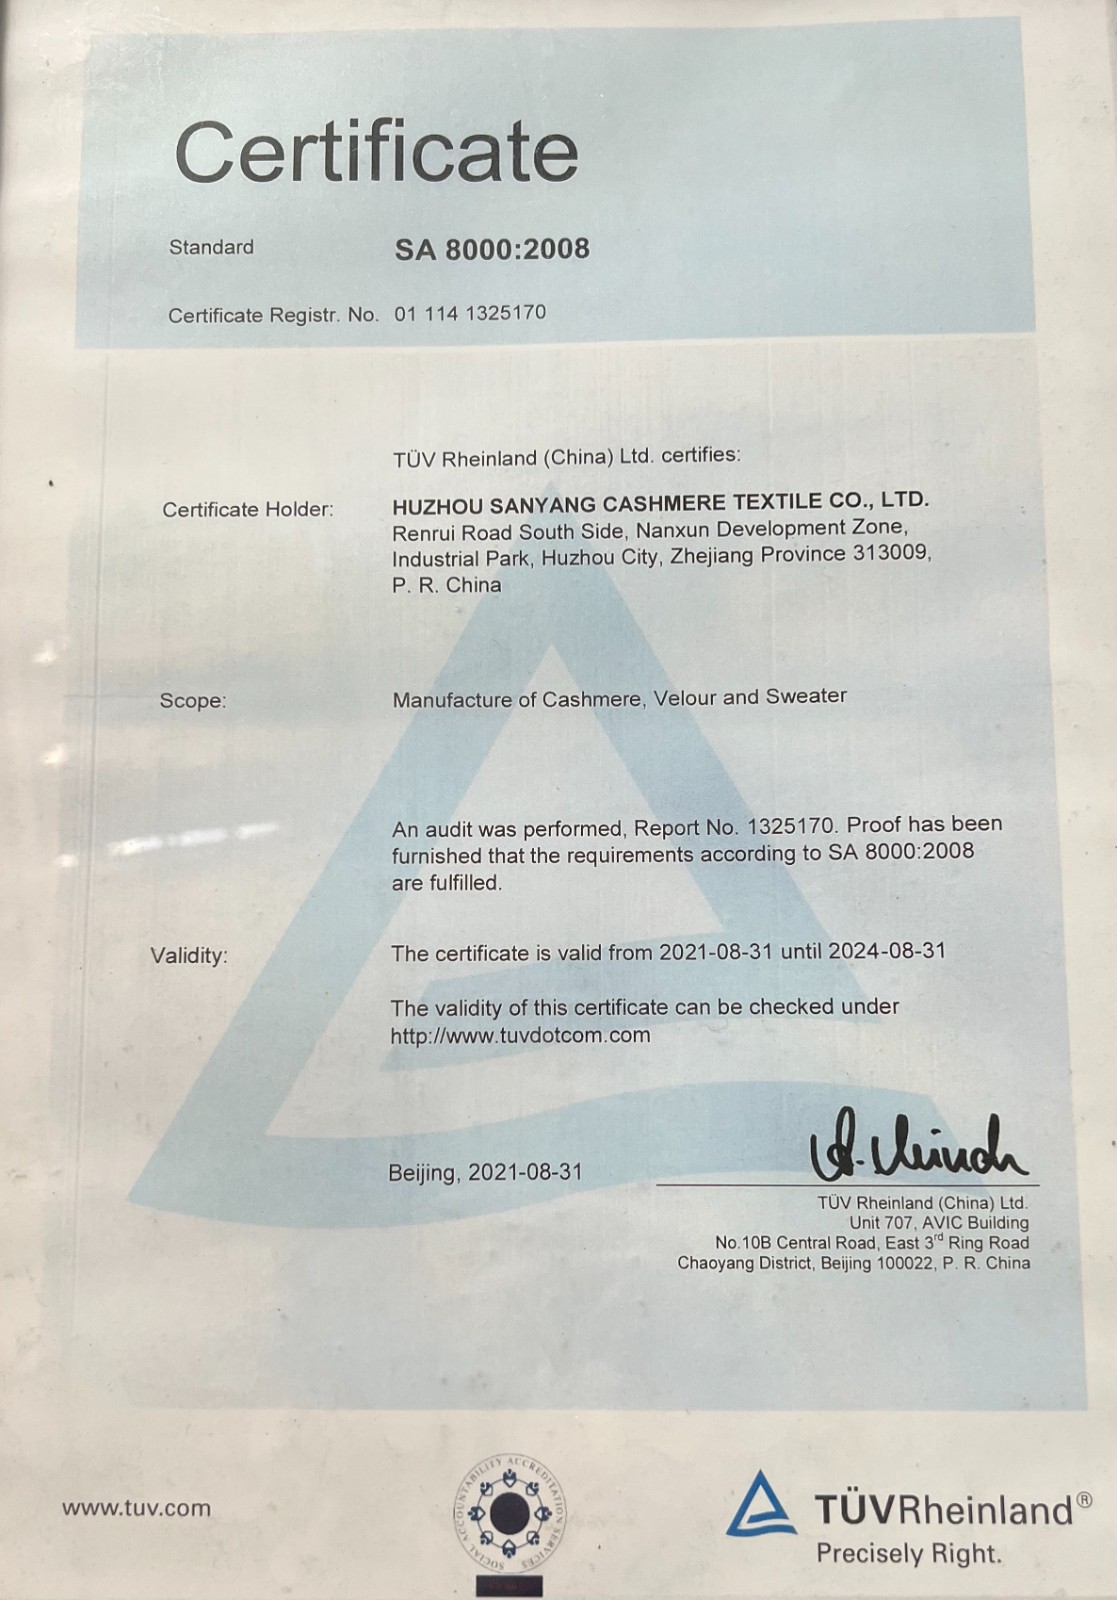 Certificate
Standard SA 8000:2008
Certificate Registr. No. 01 114 1325170
TÜV Rheinland (China) Ltd. certifies:
Certificate Holder: HUZHOU SANYANG CASHMERE TEXTILE CO., LTD.
Renrui Road South Side, Nanxun Development Zone,
Industrial Park, Huzhou City, Zhejiang Province 313009,
P. R. China
Scope: Manufacture of Cashmere, Velour and Sweater
An audit was performed, Report No. 1325170. Proof has been
furnished that the requirements according to SA 8000:2008
are fulfilled.
Validity: The certificate is valid from 2021-08-31 until 2024-08-31
The validity of this certificate can be checked under
http://www.tuvdotcom.com
Beijing, 2021-08-31
TÜV Rheinland (China) Ltd.
Unit 707, AVIC Building
No.10B Central Road, East 3rd Ring Road
Chaoyang District, Beijing 100022, P. R. China
www.tuv.com
SOCIAL ACCOUNTABILITY ACCREDITATION SERVICES
TÜVRheinland®
Precisely Right.